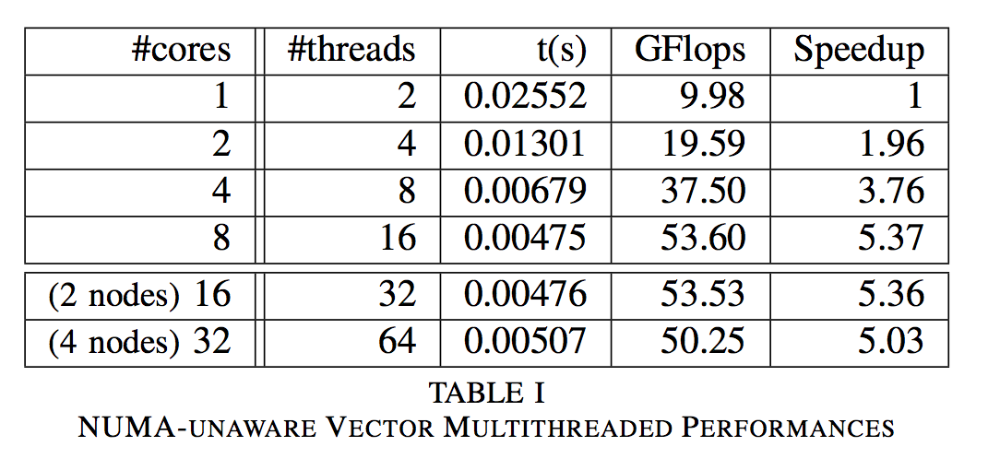 #cores #threads t(s) GFlops Speedup
1 2 0.02552 9.98 1
2 4 0.01301 19.59 1.96
4 8 0.00679 37.50 3.76
8 16 0.00475 53.60 5.37
(2 nodes) 16 32 0.00476 53.53 5.36
(4 nodes) 32 64 0.00507 50.25 5.03
TABLE I
NUMA-UNAWARE VECTOR MULTITHREADED PERFORMANCES